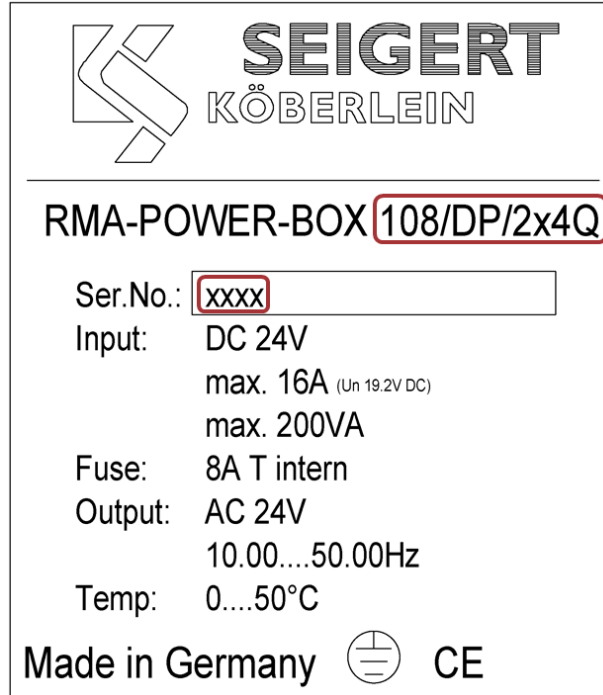 SEIGERT
KÖBERLEIN
RMA-POWER-BOX 108/DP/2x4Q
Ser.No.: xxxx
Input: DC 24V
max. 16A (Un 19.2V DC)
max. 200VA
Fuse: 8A T intern
Output: AC 24V
10.00....50.00Hz
Temp: 0....50°C
Made in Germany CE